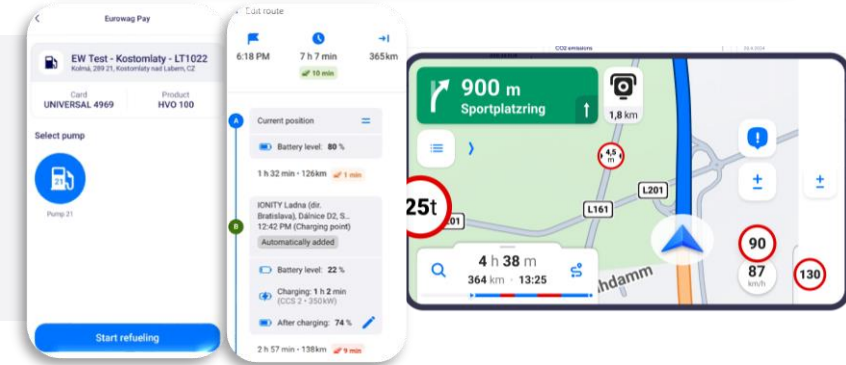 Eurowag Pay
EW Test - Kostomlaty - LT1022
Kolmá, 289 21, Kostomlaty nad Labem, CZ
Card
UNIVERSAL 4969
Product
HVO 100
Select pump
21
Pump 21
Start refueling
Edit route
6:18 PM
7 h 7 min
365km
10 min
A
Current position
Battery level: 80 %
1 h 32 min • 126km
1 min
B
IONITY Ladna (dir.
Bratislava), Dálnice D2, S...
12:42 PM (Charging point)
Automatically added
Battery level: 22 %
Charging: 1 h 2 min
(CCS 2 • 350 kW)
After charging: 74 %
2 h 57 min • 138km
9 min
CO2 emissions
900 m
Sportplatzring
1,8 km
4,5
m
L201
L161
25t
201
4 h 38 m
364 km · 13:25
hdamm
90
87
km/h
130